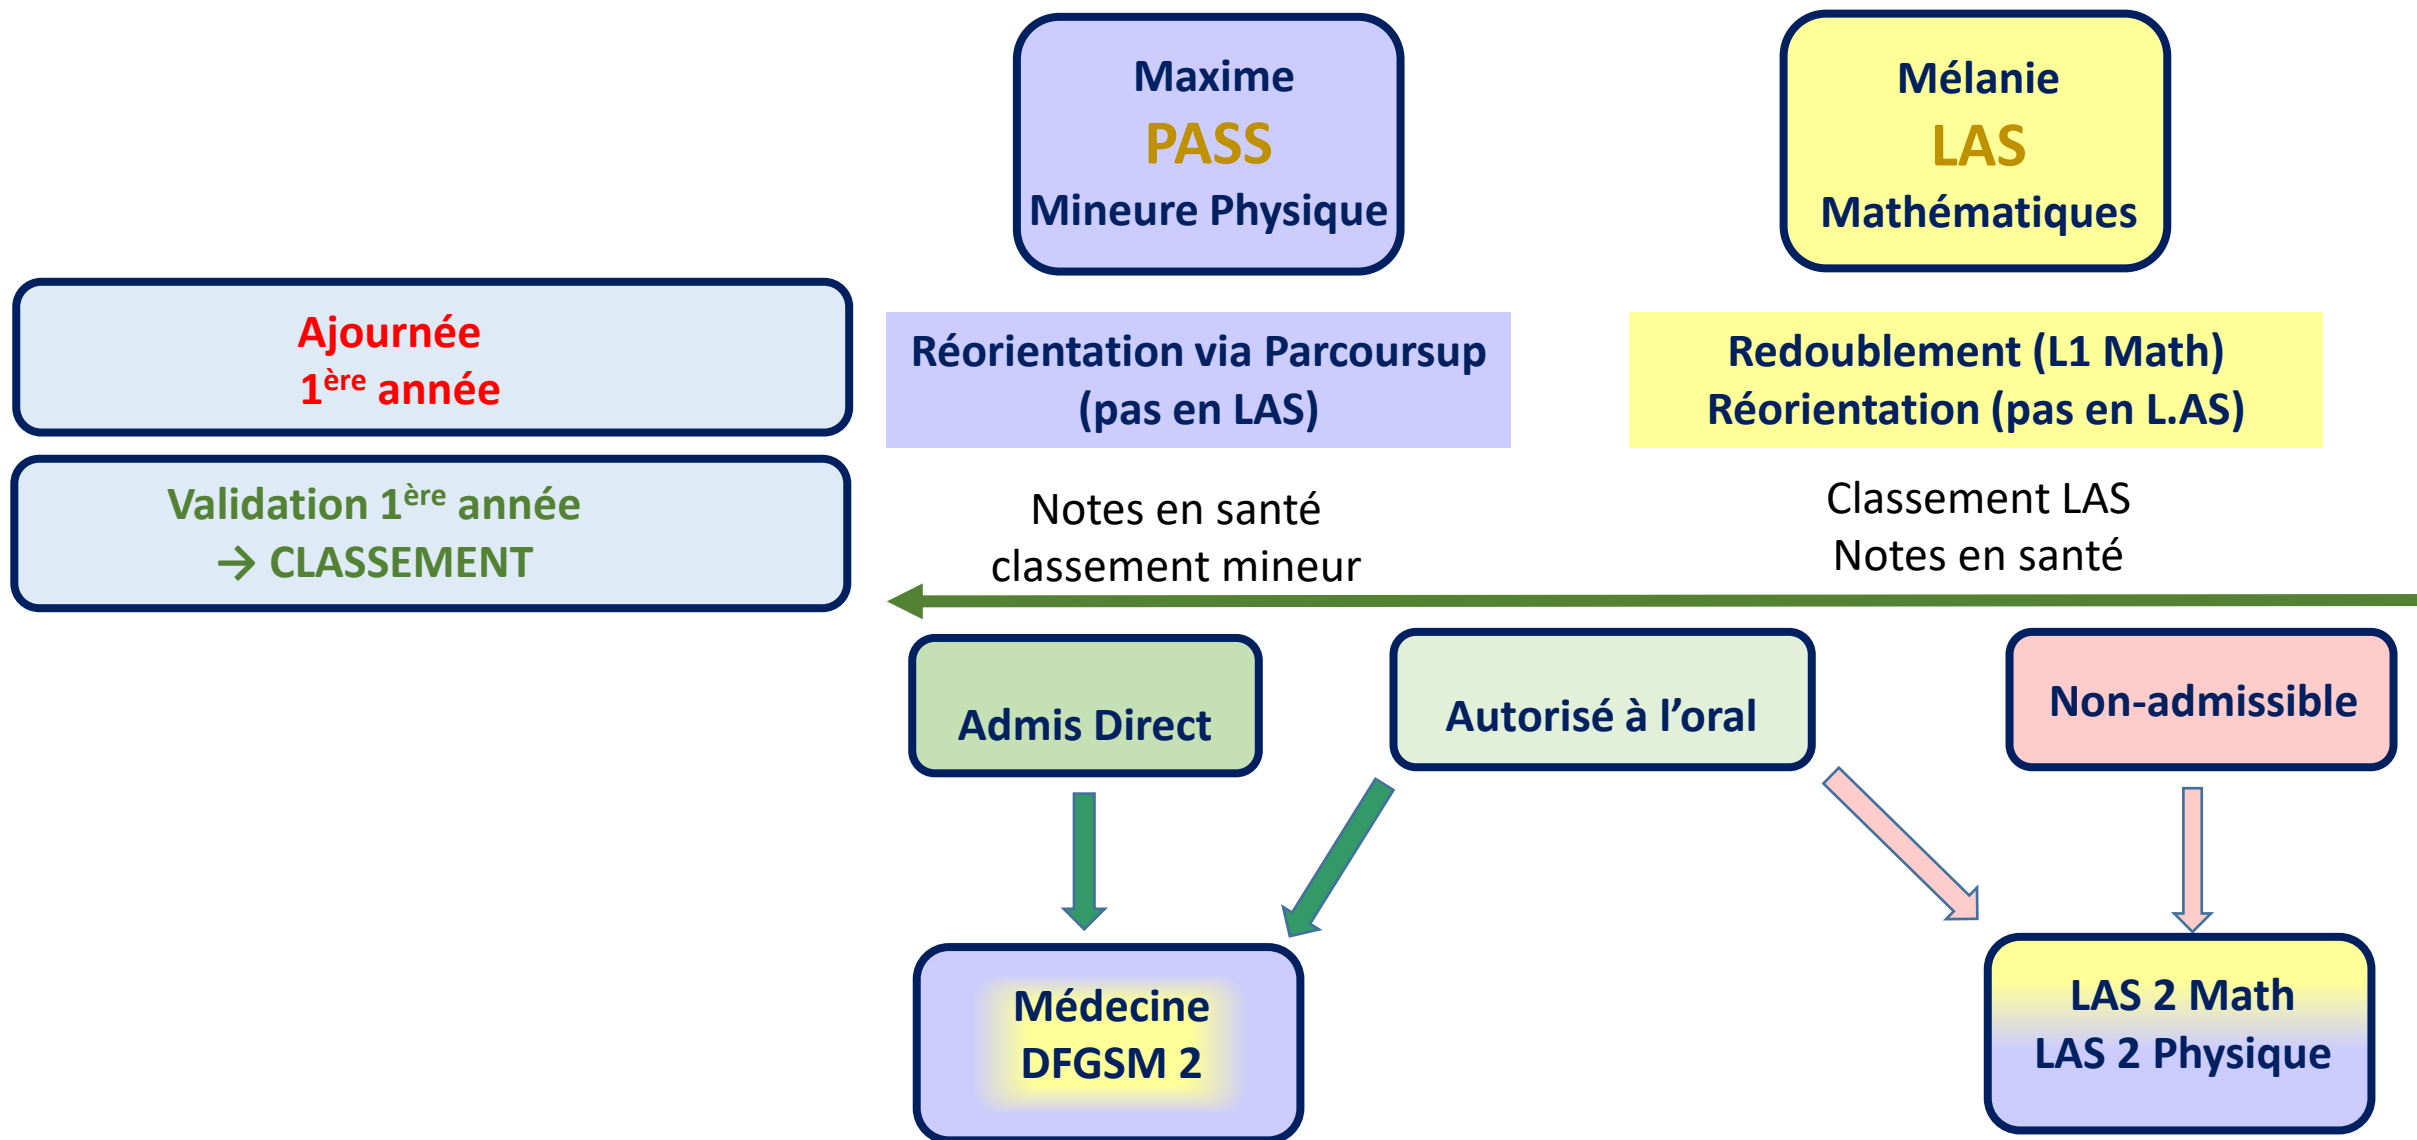 Maxime
PASS
Mineure Physique
Mélanie
LAS
Mathématiques
Ajournée
1ère année
Réorientation via Parcoursup
(pas en LAS)
Redoublement (L1 Math)
Réorientation (pas en L.AS)
Validation 1ère année
→ CLASSEMENT
Notes en santé
classement mineur
Classement LAS
Notes en santé
Admis Direct
Autorisé à l’oral
Non-admissible
Médecine
DFGSM 2
LAS 2 Math
LAS 2 Physique